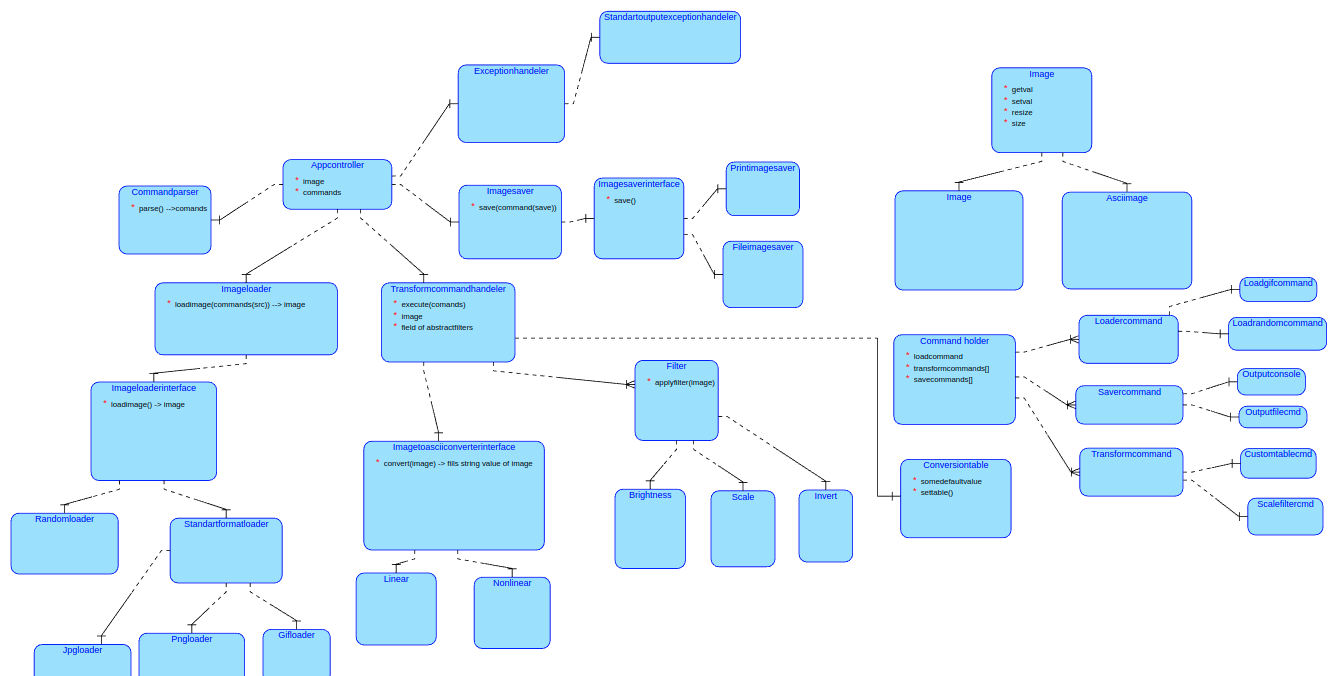 Standartoutputexceptionhandeler
Exceptionhandeler
Image
* getval
* setval
* resize
* size
Appcontroller
* image
* commands
Commandparser
* parse() -->comands
Imagesaver
* save(command(save))
Imagesaverinterface
* save()
Printimagesaver
Fileimagesaver
Image
Asciimage
Imageloader
* loadimage(commands(src)) --> image
Transformcommandhandeler
* execute(comands)
* image
* field of abstractfilters
Loadgifcommand
Loadercommand
Loadrandomcommand
Command holder
* loadcommand
* transformcommands[]
* savecommands[]
Filter
* applyfilter(image)
Outputconsole
Savercommand
Outputfilecmd
Imageloaderinterface
* loadimage() -> image
Imagetoasciiconverterinterface
* convert(image) -> fills string value of image
Transformcommand
Customtablecmd
Scalefiltercmd
Conversiontable
* somedefaultvalue
* settable()
Brightness
Scale
Invert
Randomloader
Standartformatloader
Linear
Nonlinear
Jpgloader
Pngloader
Gifloader